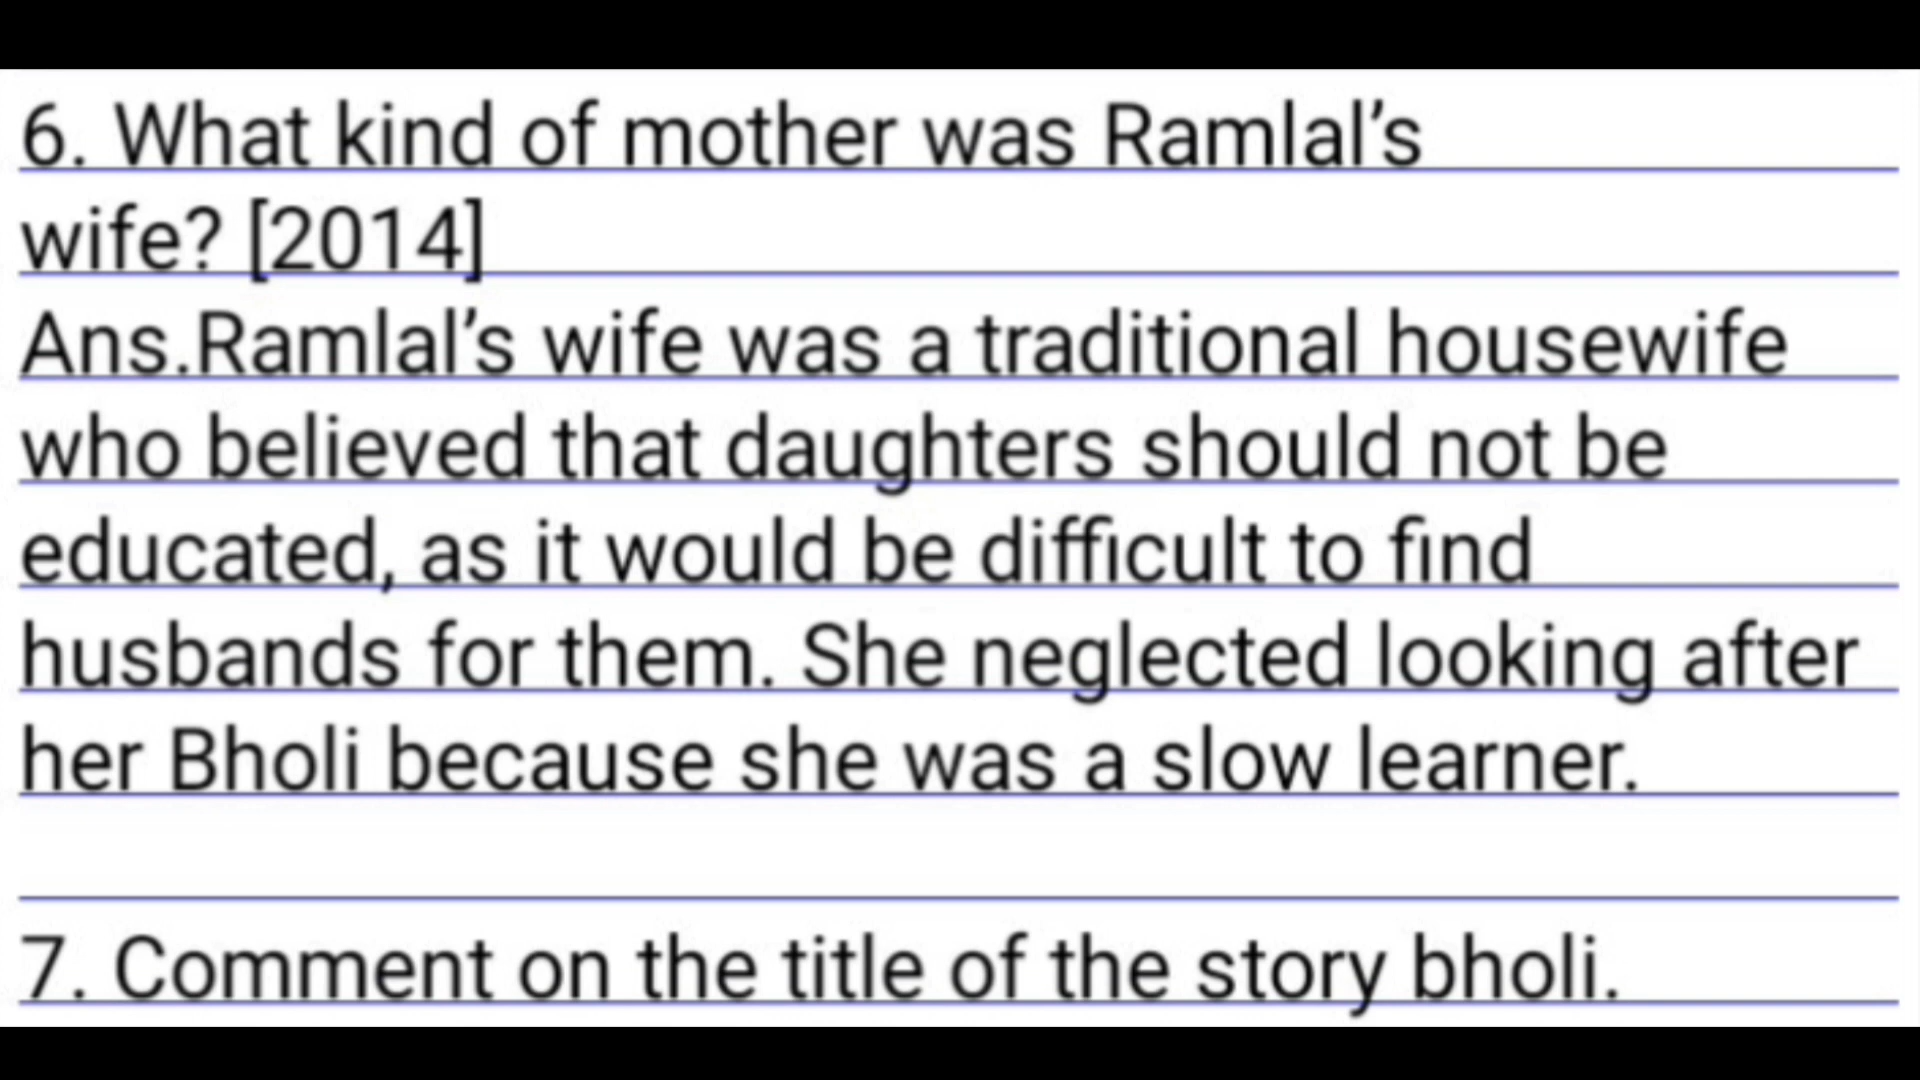 6. What kind of mother was Ramlal’s
wife? [2014]
Ans.Ramlal’s wife was a traditional housewife
who believed that daughters should not be
educated, as it would be difficult to find
husbands for them. She neglected looking after
her Bholi because she was a slow learner.
7. Comment on the title of the story bholi.